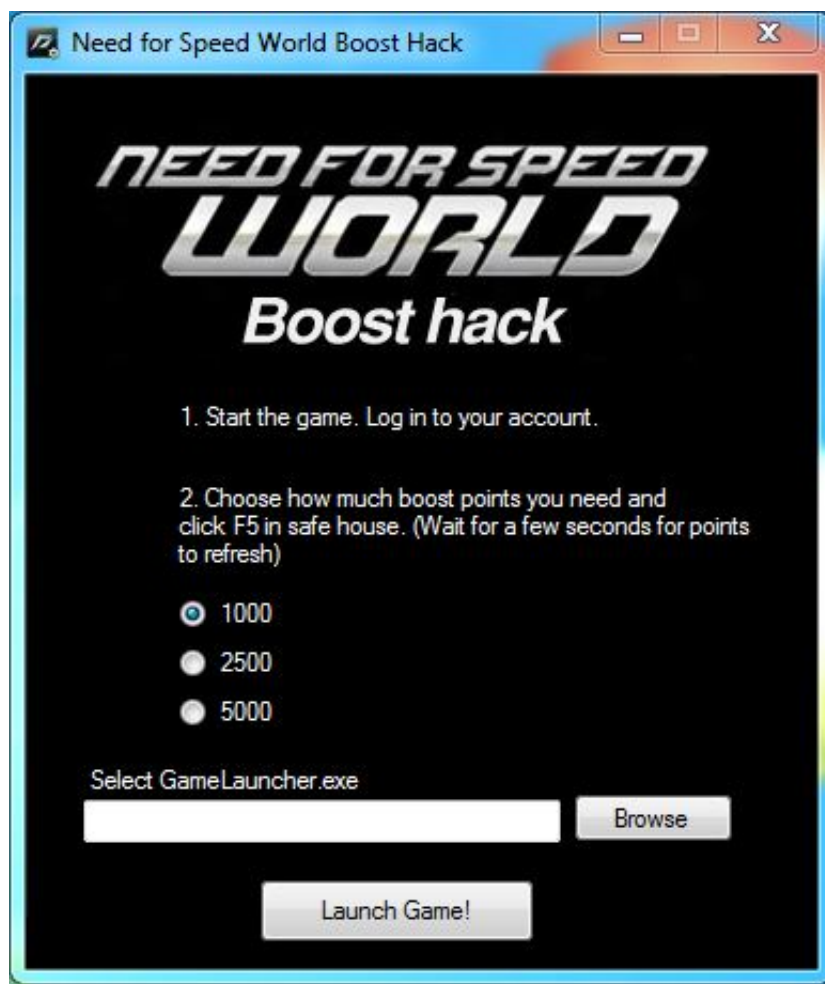 Need for Speed World Boost Hack
NEED FOR SPEED
WORLD
Boost hack
1. Start the game. Log in to your account.
2. Choose how much boost points you need and
click F5 in safe house. (Wait for a few seconds for points
to refresh)
1000
2500
5000
Select GameLauncher.exe
Browse
Launch Game!